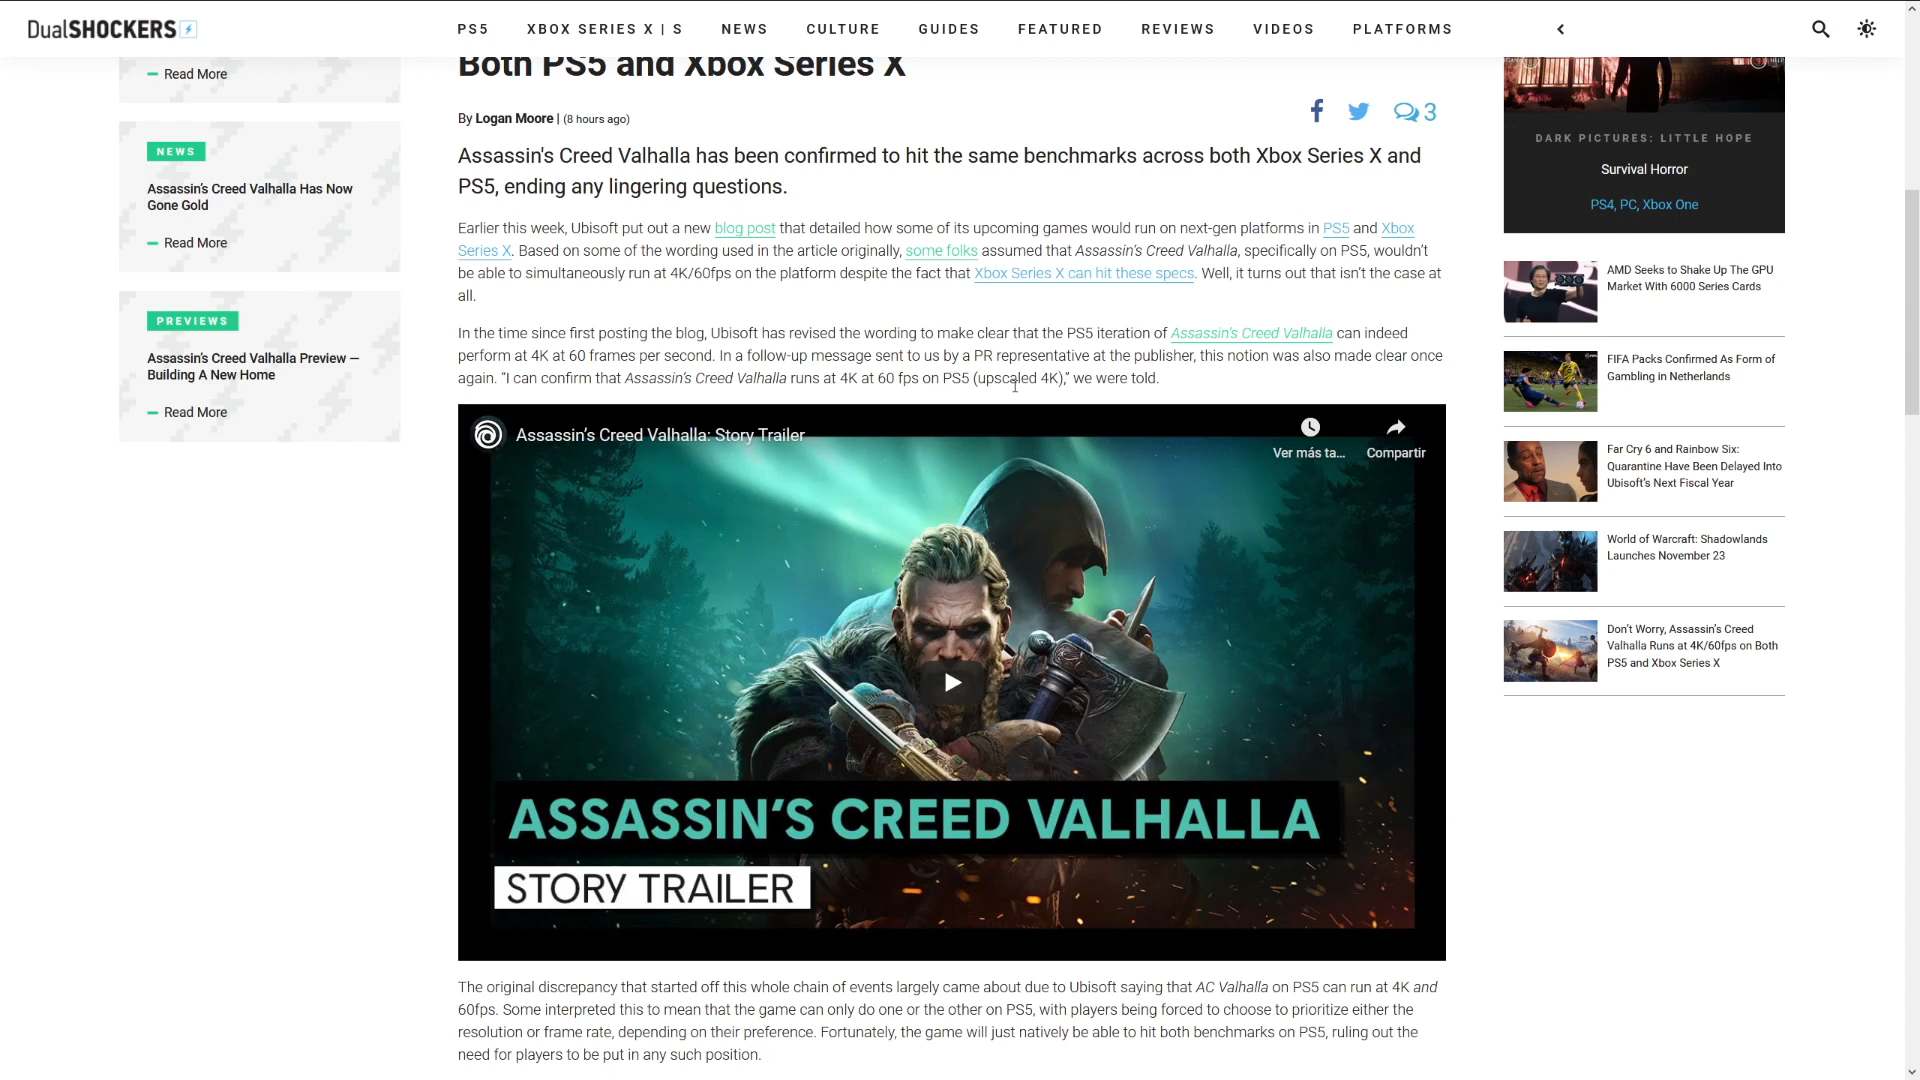 DualSHOCKERS
PS5 XBOX SERIES X | S NEWS CULTURE GUIDES FEATURED REVIEWS VIDEOS PLATFORMS
Read More
NEWS
Assassin's Creed Valhalla Has Now
Gone Gold
Read More
PREVIEWS
Assassin's Creed Valhalla Preview —
Building A New Home
Read More
Both PS5 and Xbox Series X
By Logan Moore | (8 hours ago)
3
Assassin's Creed Valhalla has been confirmed to hit the same benchmarks across both Xbox Series X and
PS5, ending any lingering questions.
Earlier this week, Ubisoft put out a new blog post that detailed how some of its upcoming games would run on next-gen platforms in PS5 and Xbox
Series X. Based on some of the wording used in the article originally, some folks assumed that Assassin's Creed Valhalla, specifically on PS5, wouldn't
be able to simultaneously run at 4K/60fps on the platform despite the fact that Xbox Series X can hit these specs. Well, it turns out that isn't the case at
all.
In the time since first posting the blog, Ubisoft has revised the wording to make clear that the PS5 iteration of Assassin's Creed Valhalla can indeed
perform at 4K at 60 frames per second. In a follow-up message sent to us by a PR representative at the publisher, this notion was also made clear once
again. "I can confirm that Assassin's Creed Valhalla runs at 4K at 60 fps on PS5 (upscaled 4K)," we were told.
Assassin's Creed Valhalla: Story Trailer
Ver más ta...
Compartir
ASSASSIN'S CREED VALHALLA
STORY TRAILER
The original discrepancy that started off this whole chain of events largely came about due to Ubisoft saying that AC Valhalla on PS5 can run at 4K and
60fps. Some interpreted this to mean that the game can only do one or the other on PS5, with players being forced to choose to prioritize either the
resolution or frame rate, depending on their preference. Fortunately, the game will just natively be able to hit both benchmarks on PS5, ruling out the
need for players to be put in any such position.
DARK PICTURES: LITTLE HOPE
Survival Horror
PS4, PC, Xbox One
AMD Seeks to Shake Up The GPU
Market With 6000 Series Cards
FIFA Packs Confirmed As Form of
Gambling in Netherlands
Far Cry 6 and Rainbow Six:
Quarantine Have Been Delayed Into
Ubisoft's Next Fiscal Year
World of Warcraft: Shadowlands
Launches November 23
Don't Worry, Assassin's Creed
Valhalla Runs at 4K/60fps on Both
PS5 and Xbox Series X